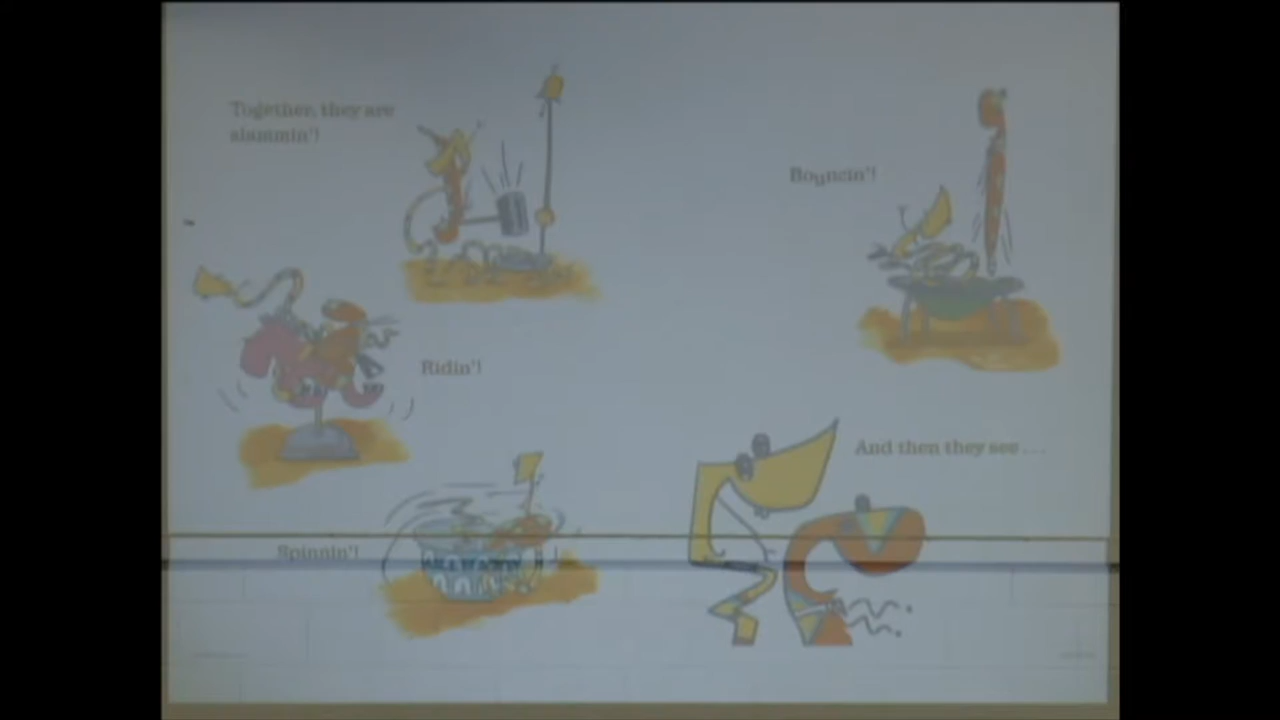 Together, they are
slammin'!
Ridin'!
Spinnin'!
Bouncin'!
And then they see ...